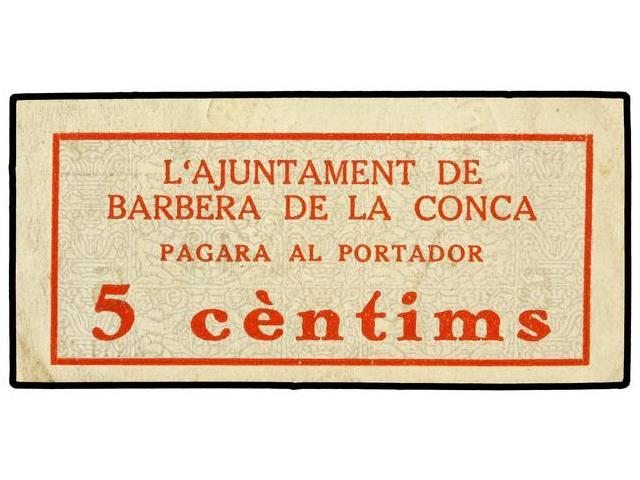 L'AJUNTAMENT DE
BARBERA DE LA CONCA
PAGARA AL PORTADOR
5 cèntims